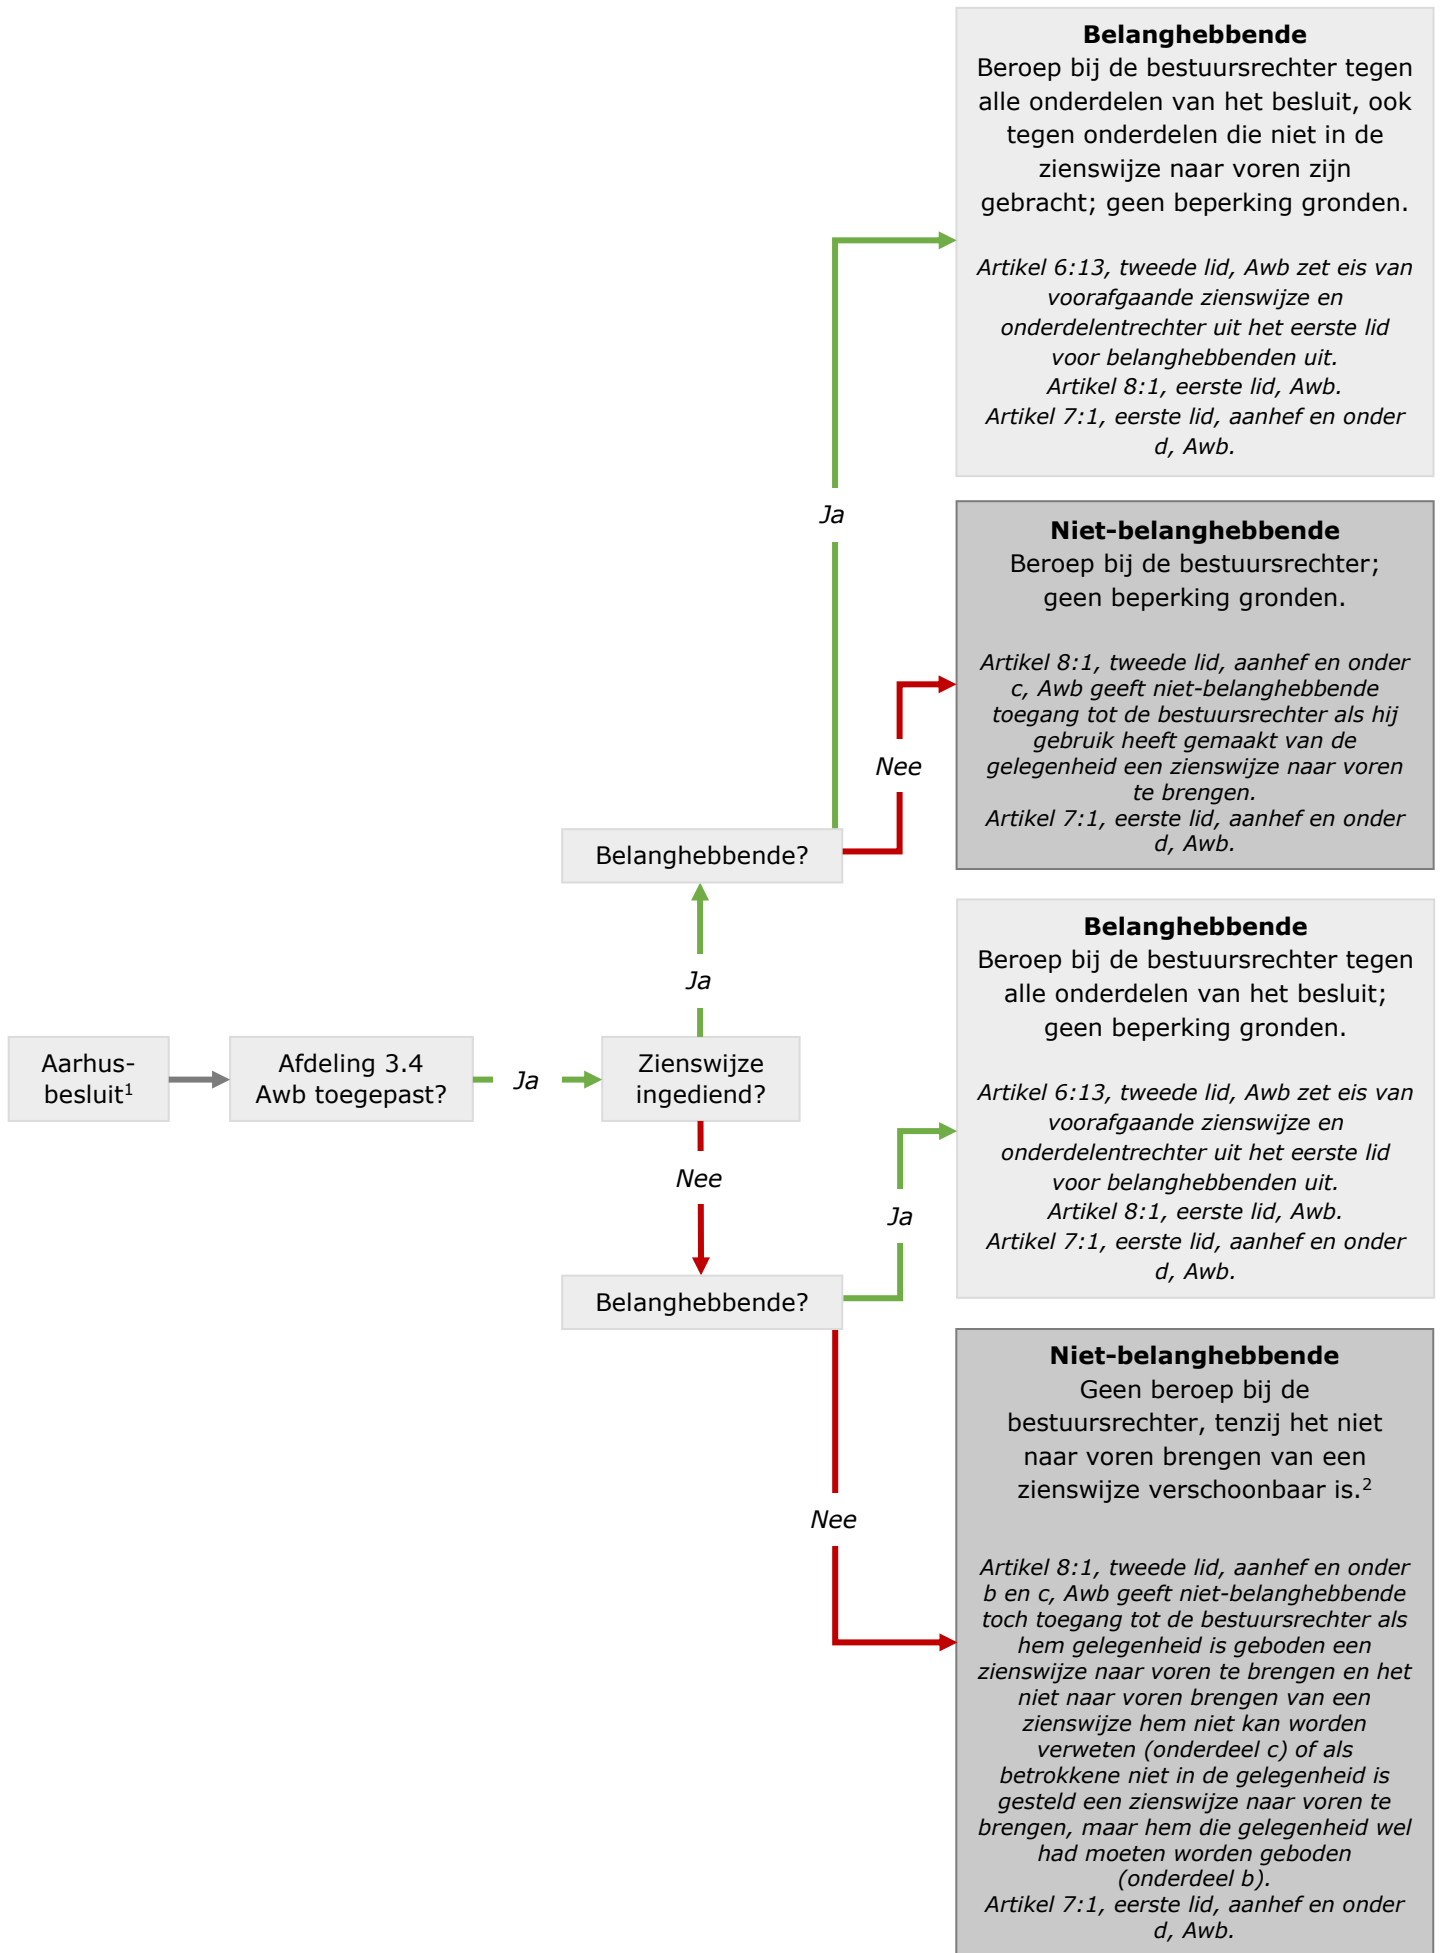 Belanghebbende
Beroep bij de bestuursrechter tegen
alle onderdelen van het besluit, ook
tegen onderdelen die niet in de
zienswijze naar voren zijn
gebracht; geen beperking gronden.
Artikel 6:13, tweede lid, Awb zet eis van
voorafgaande zienswijze en
onderdelentrechter uit het eerste lid
voor belanghebbenden uit.
Artikel 8:1, eerste lid, Awb.
Artikel 7:1, eerste lid, aanhef en onder
d, Awb.
Ja
Niet-belanghebbende
Beroep bij de bestuursrechter;
geen beperking gronden.
Artikel 8:1, tweede lid, aanhef en onder
c, Awb geeft niet-belanghebbende
toegang tot de bestuursrechter als hij
gebruik heeft gemaakt van de
gelegenheid een zienswijze naar voren
te brengen.
Artikel 7:1, eerste lid, aanhef en onder
d, Awb.
Nee
Belanghebbende?
Ja
Aarhus-
besluit¹
Afdeling 3.4
Awb toegepast?
Ja
Zienswijze
ingediend?
Nee
Belanghebbende?
Belanghebbende
Beroep bij de bestuursrechter tegen
alle onderdelen van het besluit;
geen beperking gronden.
Artikel 6:13, tweede lid, Awb zet eis van
voorafgaande zienswijze en
onderdelentrechter uit het eerste lid
voor belanghebbenden uit.
Artikel 8:1, eerste lid, Awb.
Artikel 7:1, eerste lid, aanhef en onder
d, Awb.
Ja
Nee
Niet-belanghebbende
Geen beroep bij de
bestuursrechter, tenzij het niet
naar voren brengen van een
zienswijze verschoonbaar is.²
Artikel 8:1, tweede lid, aanhef en onder
b en c, Awb geeft niet-belanghebbende
toch toegang tot de bestuursrechter als
hem gelegenheid is geboden een
zienswijze naar voren te brengen en het
niet naar voren brengen van een
zienswijze hem niet kan worden
verweten (onderdeel c) of als
betrokkene niet in de gelegenheid is
gesteld een zienswijze naar voren te
brengen, maar hem die gelegenheid wel
had moeten worden geboden
(onderdeel b).
Artikel 7:1, eerste lid, aanhef en onder
d, Awb.